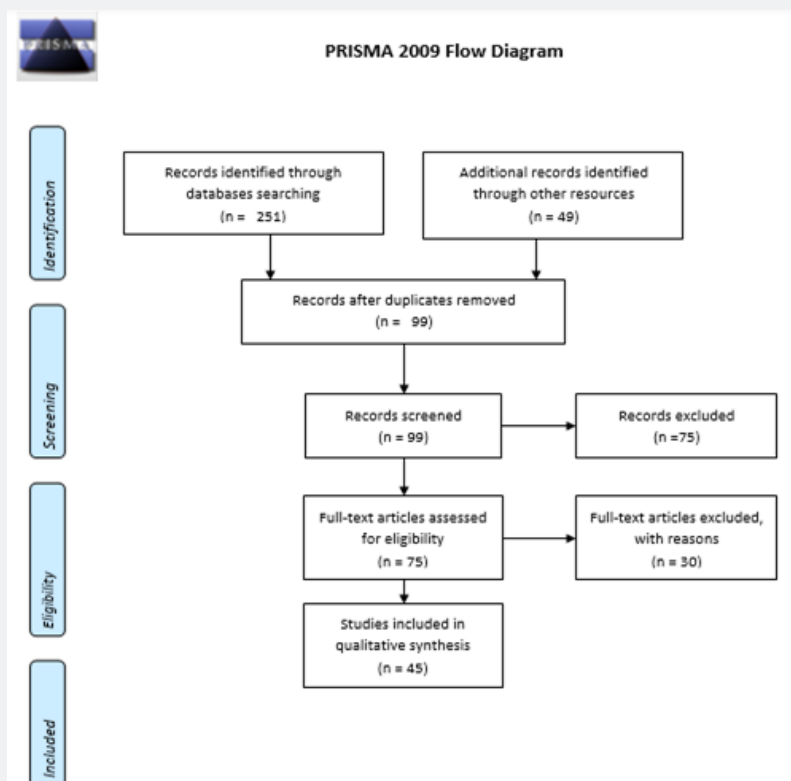 PRISMA
PRISMA 2009 Flow Diagram
Identification
Records identified through
databases searching
(n = 251)
Additional records identified
through other resources
(n = 49)
Records after duplicates removed
(n = 99)
Screening
Records screened
(n = 99)
Records excluded
(n =75)
Eligibility
Full-text articles assessed
for eligibility
(n = 75)
Full-text articles excluded,
with reasons
(n = 30)
Studies included in
qualitative synthesis
(n = 45)
Included